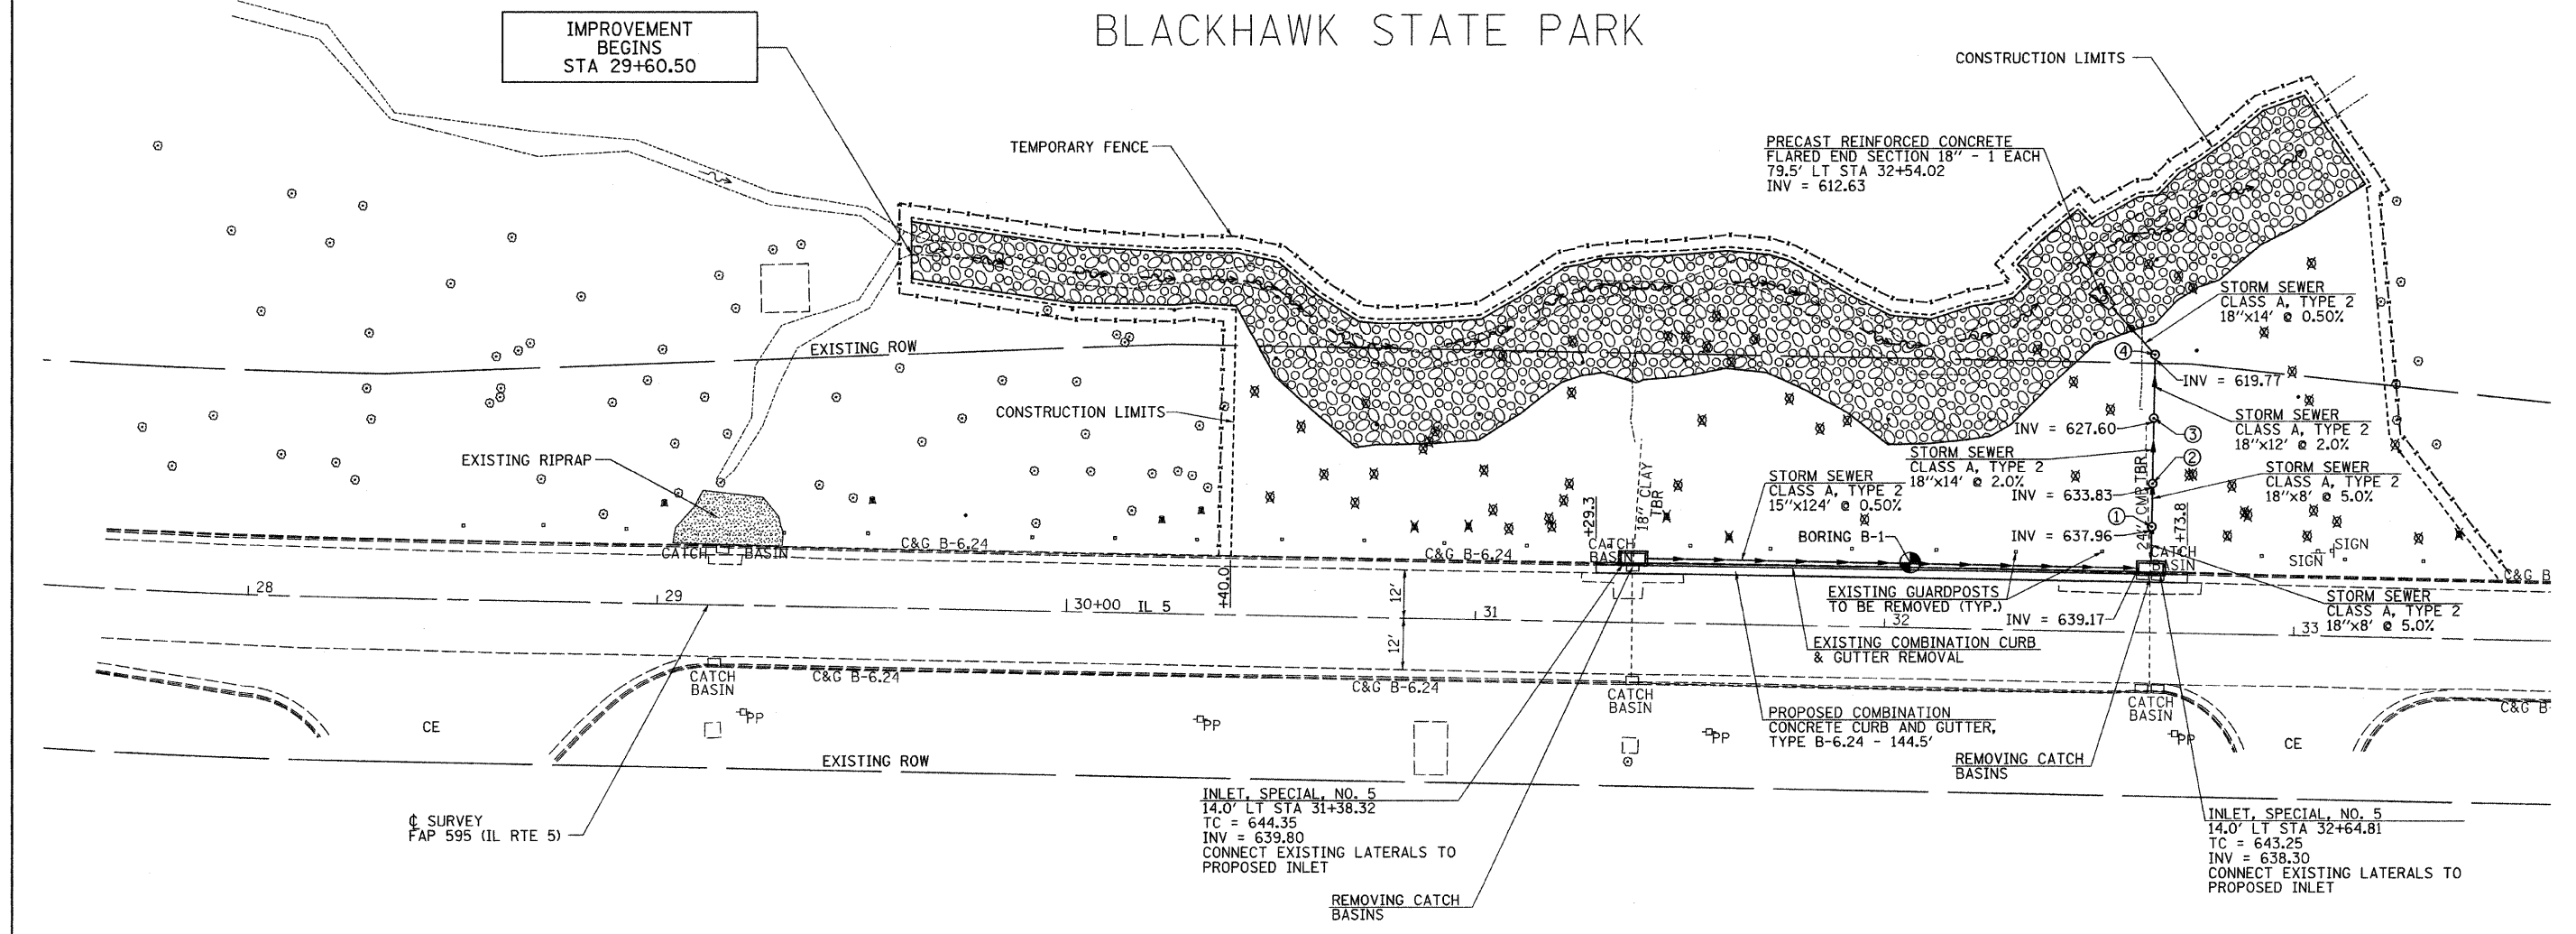 BLACKHAWK STATE PARK
IMPROVEMENT
BEGINS
STA 29+60.50
CONSTRUCTION LIMITS
TEMPORARY FENCE
PRECAST REINFORCED CONCRETE
FLARED END SECTION 18" - 1 EACH
79.5' LT STA 32+54.02
INV = 612.63
STORM SEWER
CLASS A, TYPE 2
18"x14' @ 0.50%
EXISTING ROW
4
INV = 619.77
CONSTRUCTION LIMITS
STORM SEWER
CLASS A, TYPE 2
18"x12' @ 2.0%
INV = 627.60
3
EXISTING RIPRAP
STORM SEWER
CLASS A, TYPE 2
18"x14' @ 2.0%
2
STORM SEWER
CLASS A, TYPE 2
18"x8' @ 5.0%
STORM SEWER
CLASS A, TYPE 2
15"x124' @ 0.50%
INV = 633.83
18" CLAY
TBR
24" CMP TBR
+29.3
+73.8
1
BORING B-1
INV = 637.96
CATCH BASIN
C&G B-6.24
C&G B-6.24
CATCH
BASIN
CATCH
BASIN
SIGN
SIGN
C&G B
+40.0
28
29
30+00 IL 5
31
32
33
12'
12'
EXISTING GUARDPOSTS
TO BE REMOVED (TYP.)
INV = 639.17
STORM SEWER
CLASS A, TYPE 2
18"x8' @ 5.0%
EXISTING COMBINATION CURB
& GUTTER REMOVAL
CATCH
BASIN
C&G B-6.24
C&G B-6.24
CATCH
BASIN
CATCH
BASIN
C&G B-
PP
PP
PP
PP
CE
CE
PROPOSED COMBINATION
CONCRETE CURB AND GUTTER,
TYPE B-6.24 - 144.5'
EXISTING ROW
REMOVING CATCH
BASINS
INLET, SPECIAL, NO. 5
14.0' LT STA 31+38.32
TC = 644.35
INV = 639.80
CONNECT EXISTING LATERALS TO
PROPOSED INLET
℄ SURVEY
FAP 595 (IL RTE 5)
INLET, SPECIAL, NO. 5
14.0' LT STA 32+64.81
TC = 643.25
INV = 638.30
CONNECT EXISTING LATERALS TO
PROPOSED INLET
REMOVING CATCH
BASINS